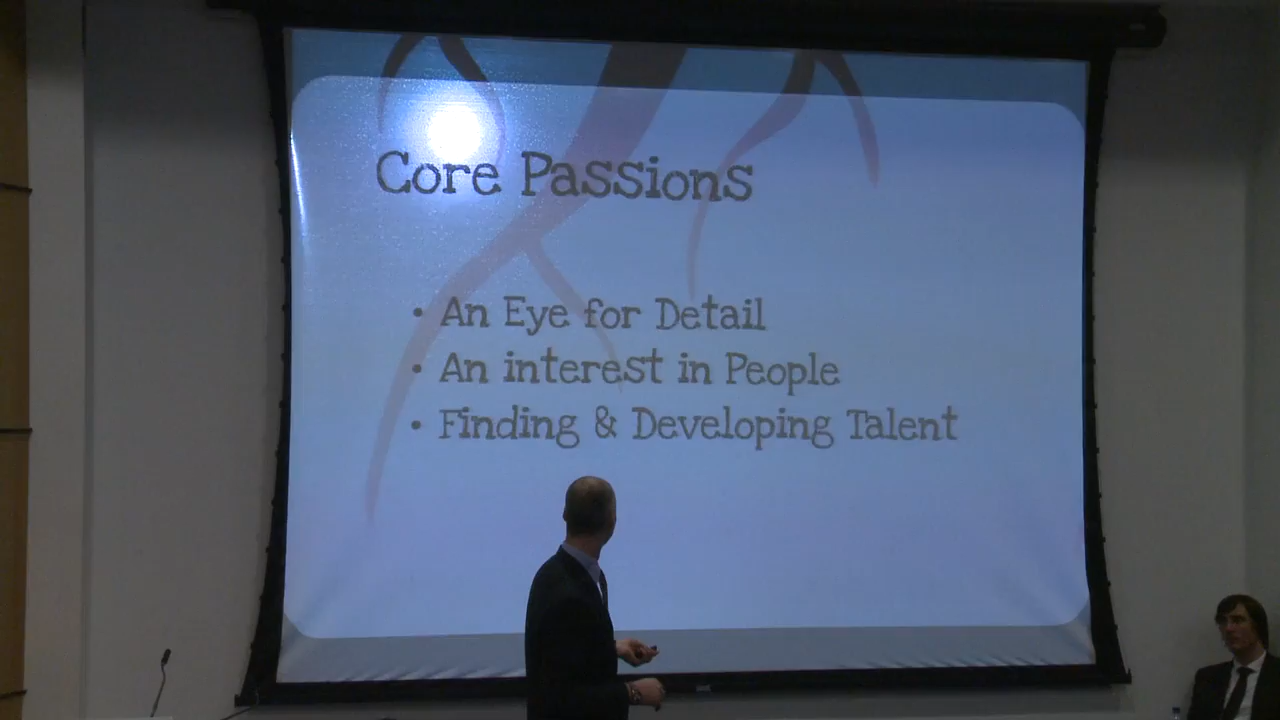 Core Passions
• An Eye for Detail
• An interest in People
• Finding & Developing Talent